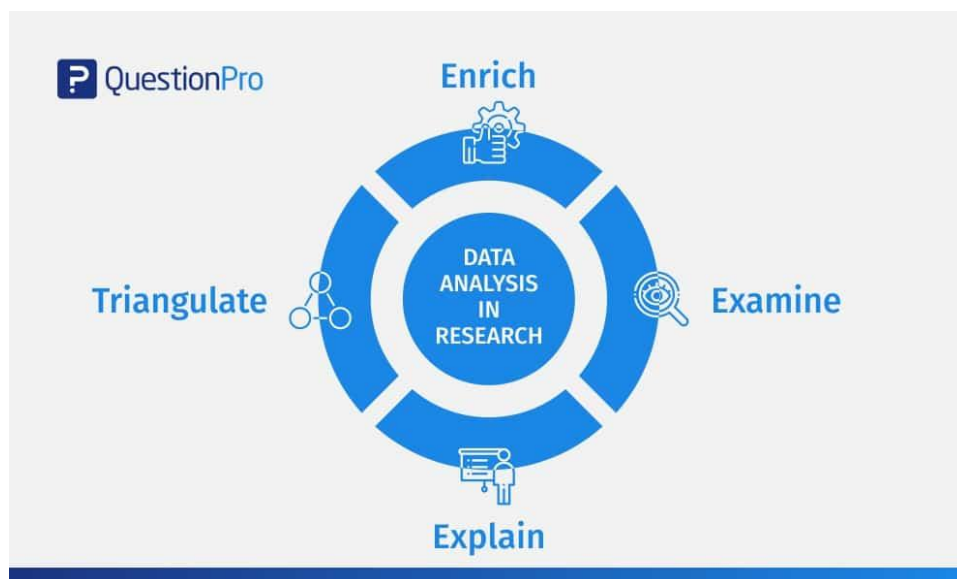 QuestionPro
Enrich
Triangulate
DATA
ANALYSIS
IN
RESEARCH
Examine
Explain